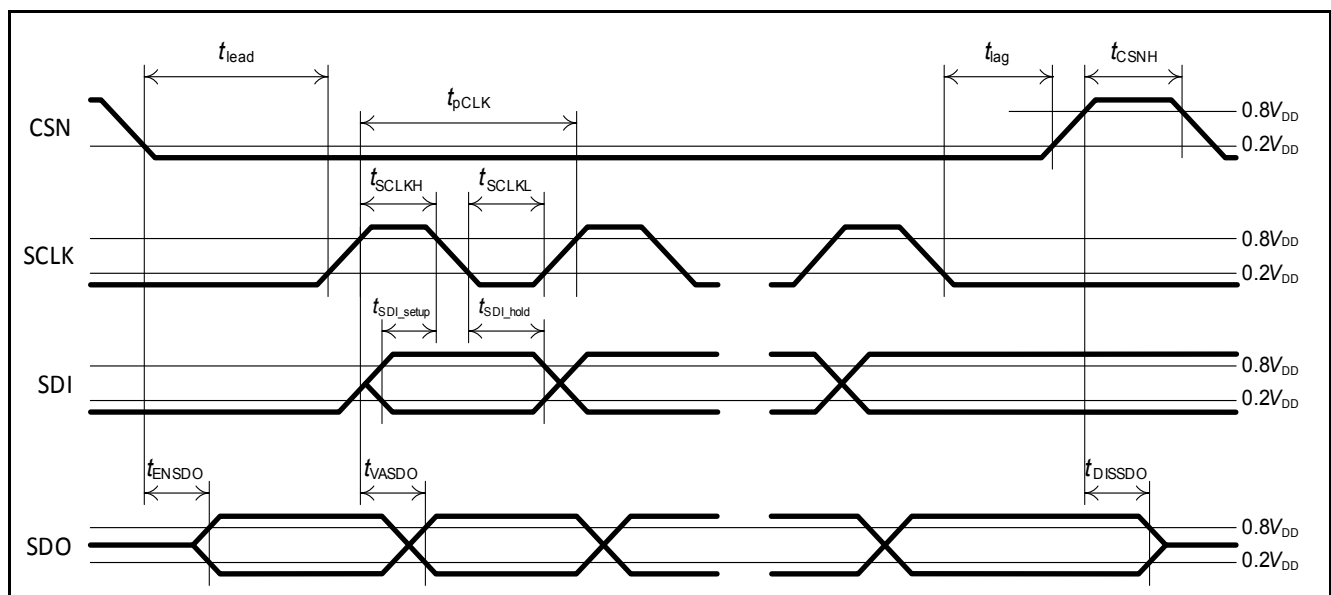 tlead
tlag
tCSNH
tpCLK
CSN
0.8VDD
0.2VDD
tSCLKH
tSCLKL
SCLK
0.8VDD
0.2VDD
tSDI_setup
tSDI_hold
SDI
0.8VDD
0.2VDD
tENSDO
tVASDO
tDISSDO
SDO
0.8VDD
0.2VDD